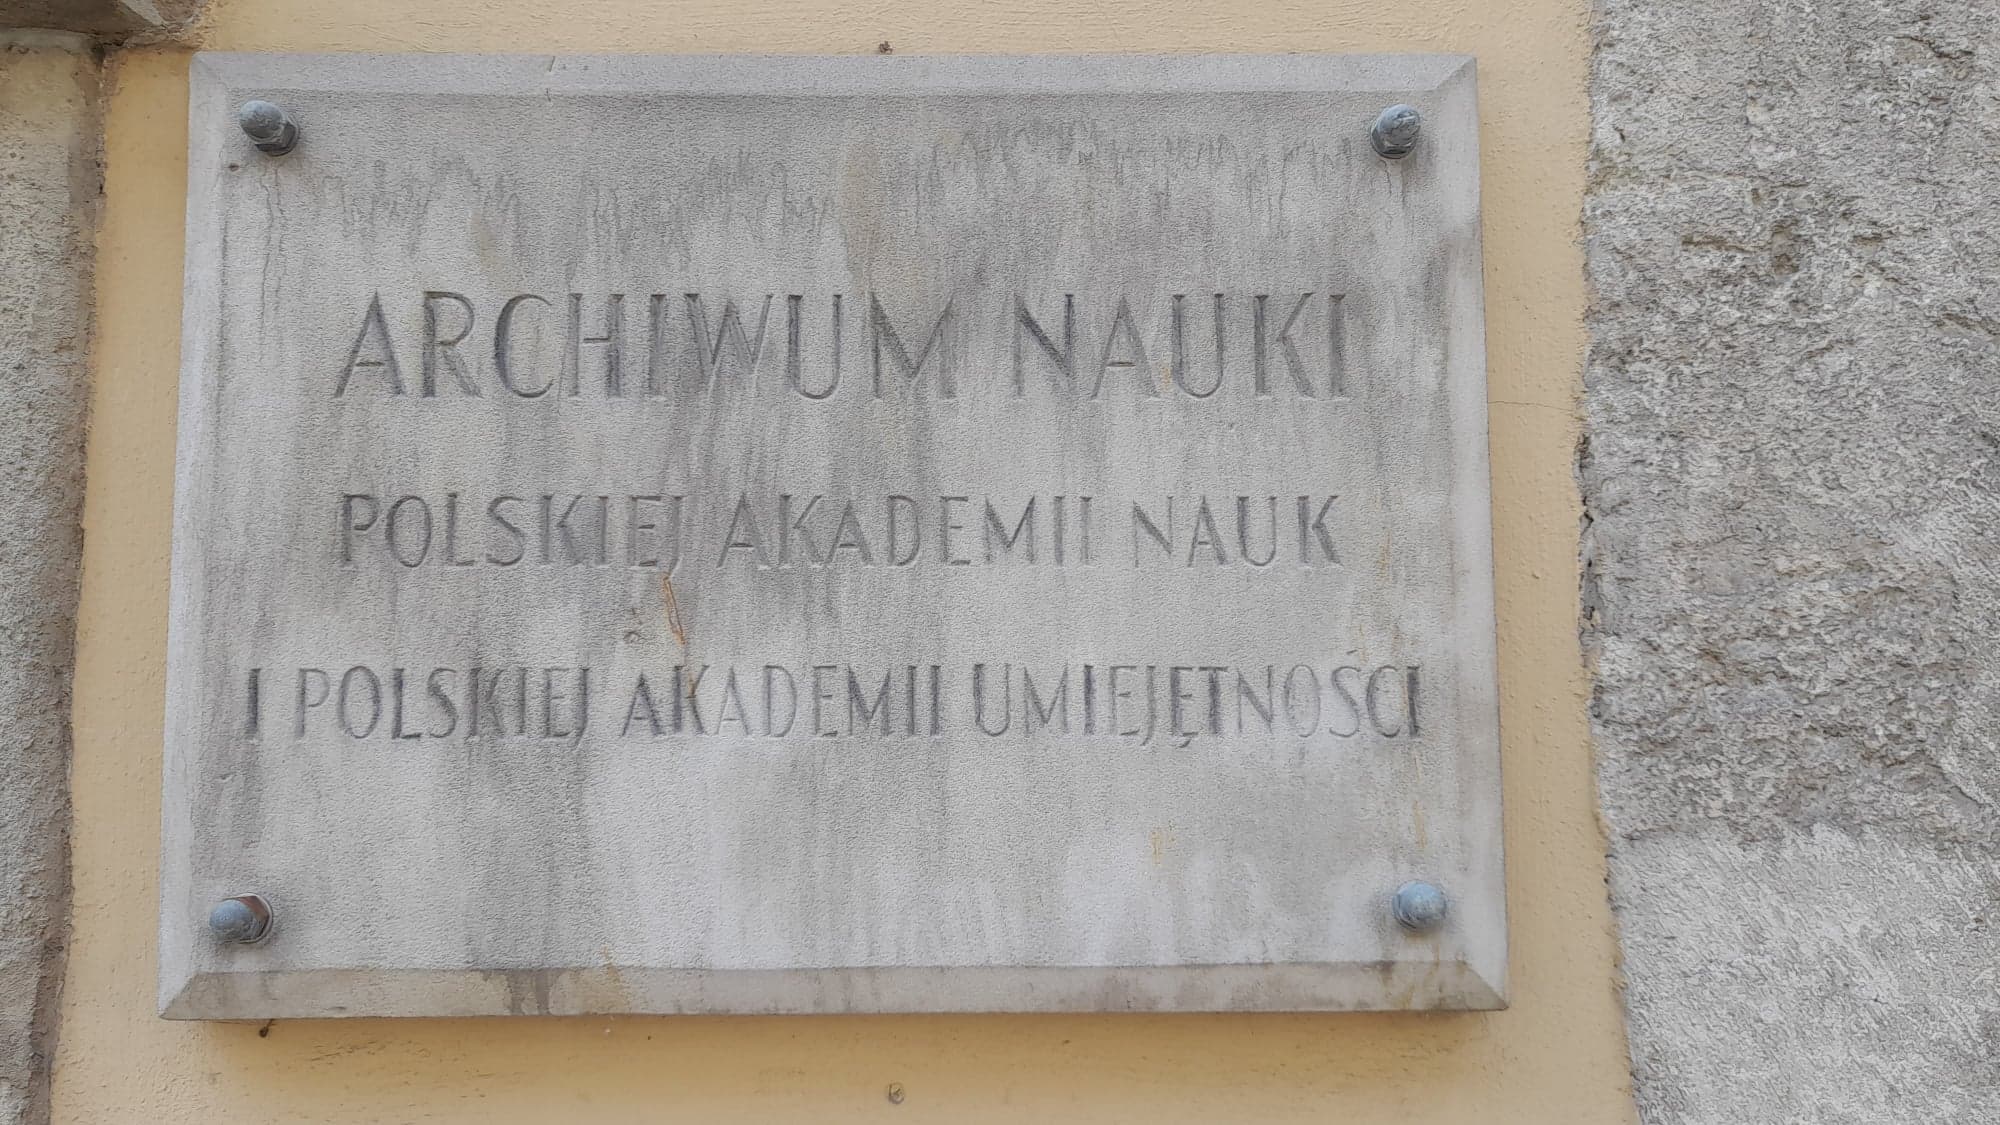 ARCHIWUM NAUKI
POLSKIEJ AKADEMII NAUK
I POLSKIEJ AKADEMII UMIEJĘTNOŚCI